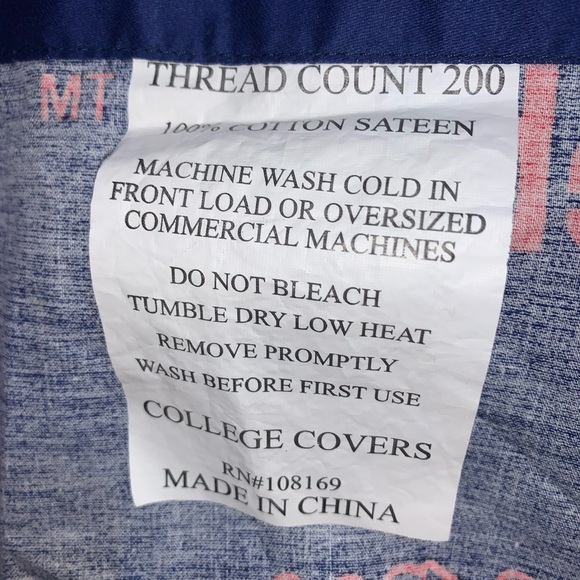 THREAD COUNT 200
MT
100% COTTON SATEEN
MACHINE WASH COLD IN
FRONT LOAD OR OVERSIZED
COMMERCIAL MACHINES
DO NOT BLEACH
TUMBLE DRY LOW HEAT
REMOVE PROMPTLY
WASH BEFORE FIRST USE
COLLEGE COVERS
RN#108169
MADE IN CHINA